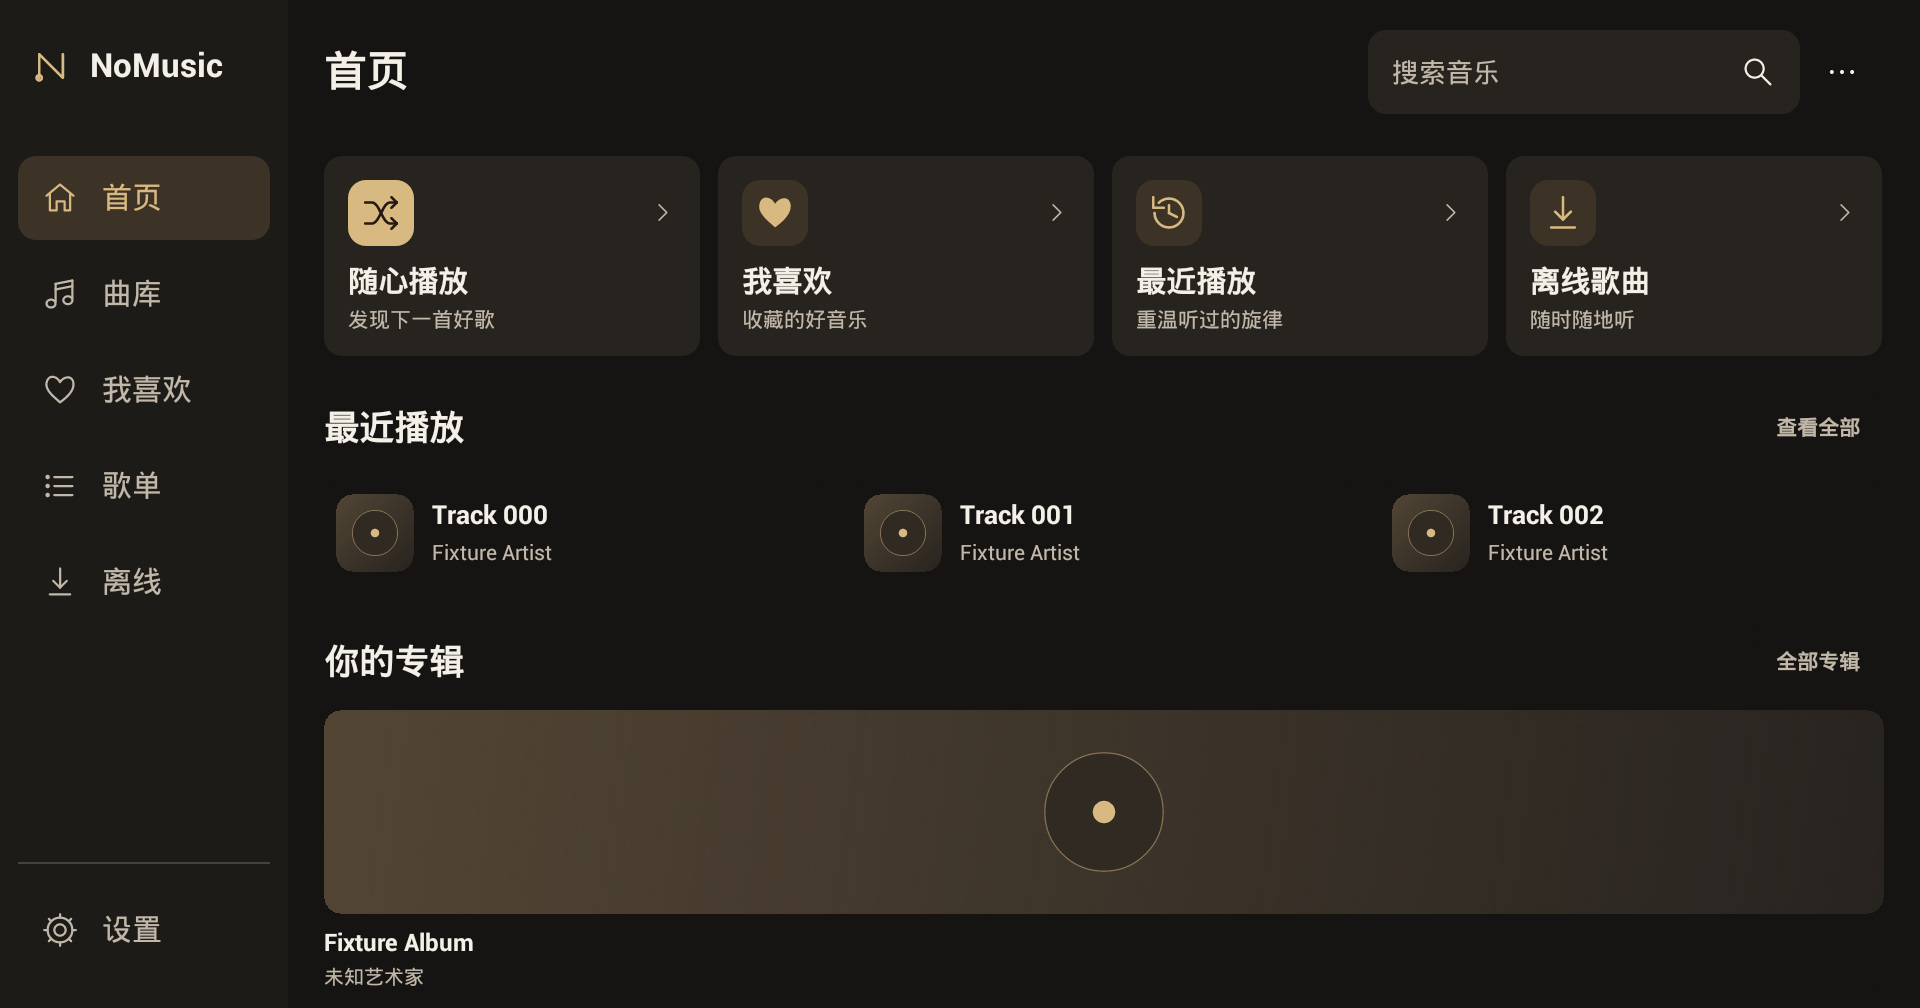 NoMusic
首页
曲库
我喜欢
歌单
离线
设置
首页
搜索音乐
随心播放
发现下一首好歌
我喜欢
收藏的好音乐
最近播放
重温听过的旋律
离线歌曲
随时随地听
最近播放
查看全部
Track 000
Fixture Artist
Track 001
Fixture Artist
Track 002
Fixture Artist
你的专辑
全部专辑
Fixture Album
未知艺术家